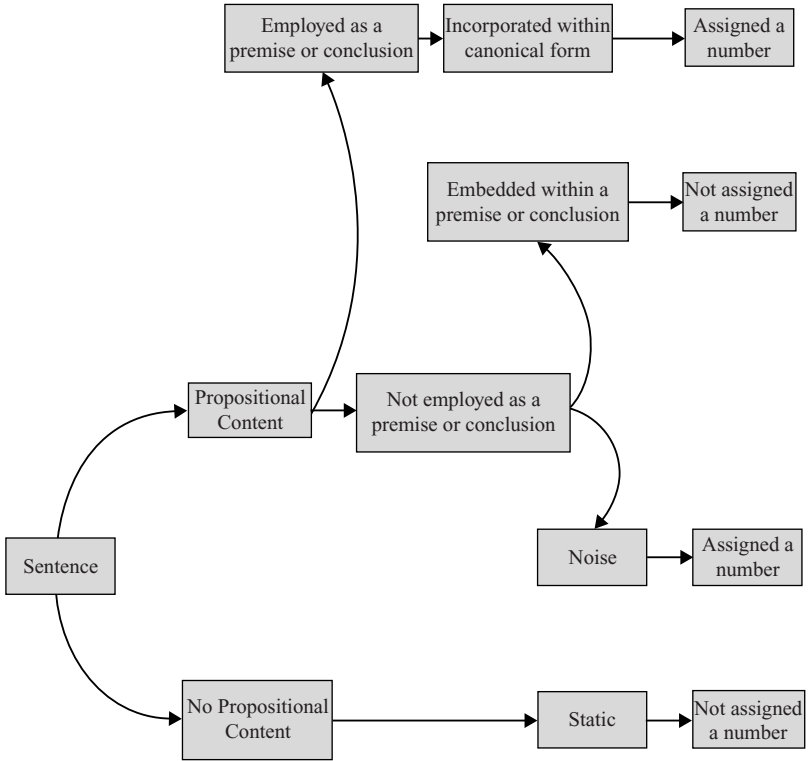 Employed as a
premise or conclusion
Incorporated within
canonical form
Assigned a
number
Embedded within a
premise or conclusion
Not assigned
a number
Propositional
Content
Not employed as a
premise or conclusion
Sentence
Noise
Assigned a
number
No Propositional
Content
Static
Not assigned
a number